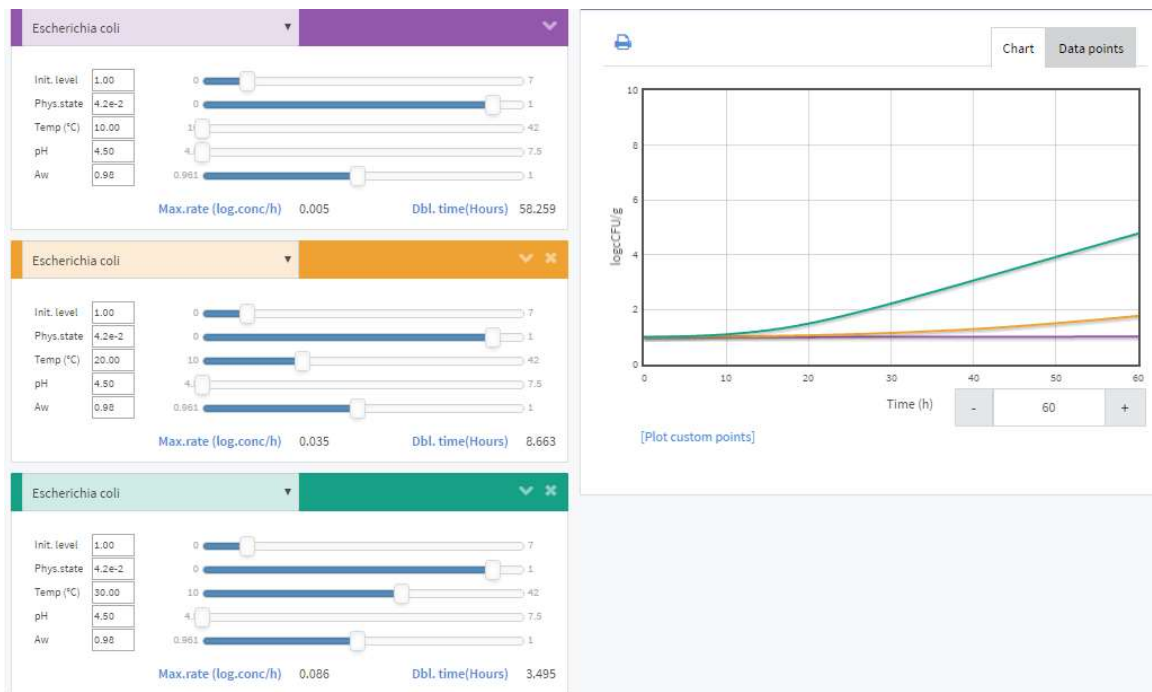 Escherichia coli
Init. level 1.00 0 7
Phys.state 4.2e-2 0 1
Temp (°C) 10.00 42
pH 4.50 7.5
Aw 0.98 0.961 1
Max.rate (log.conc/h) 0.005 Dbl. time(Hours) 58.259
Escherichia coli
Init. level 1.00 0 7
Phys.state 4.2e-2 0 1
Temp (°C) 20.00 10 42
pH 4.50 7.5
Aw 0.98 0.961 1
Max.rate (log.conc/h) 0.035 Dbl. time(Hours) 8.663
Escherichia coli
Init. level 1.00 0 7
Phys.state 4.2e-2 0 1
Temp (°C) 30.00 10 42
pH 4.50 7.5
Aw 0.98 0.961 1
Max.rate (log.conc/h) 0.086 Dbl. time(Hours) 3.495
Chart Data points
10
8
6
4
2
0
logcCFU/g
0 10 20 30 40 50 60
Time (h) - 60 +
[Plot custom points]